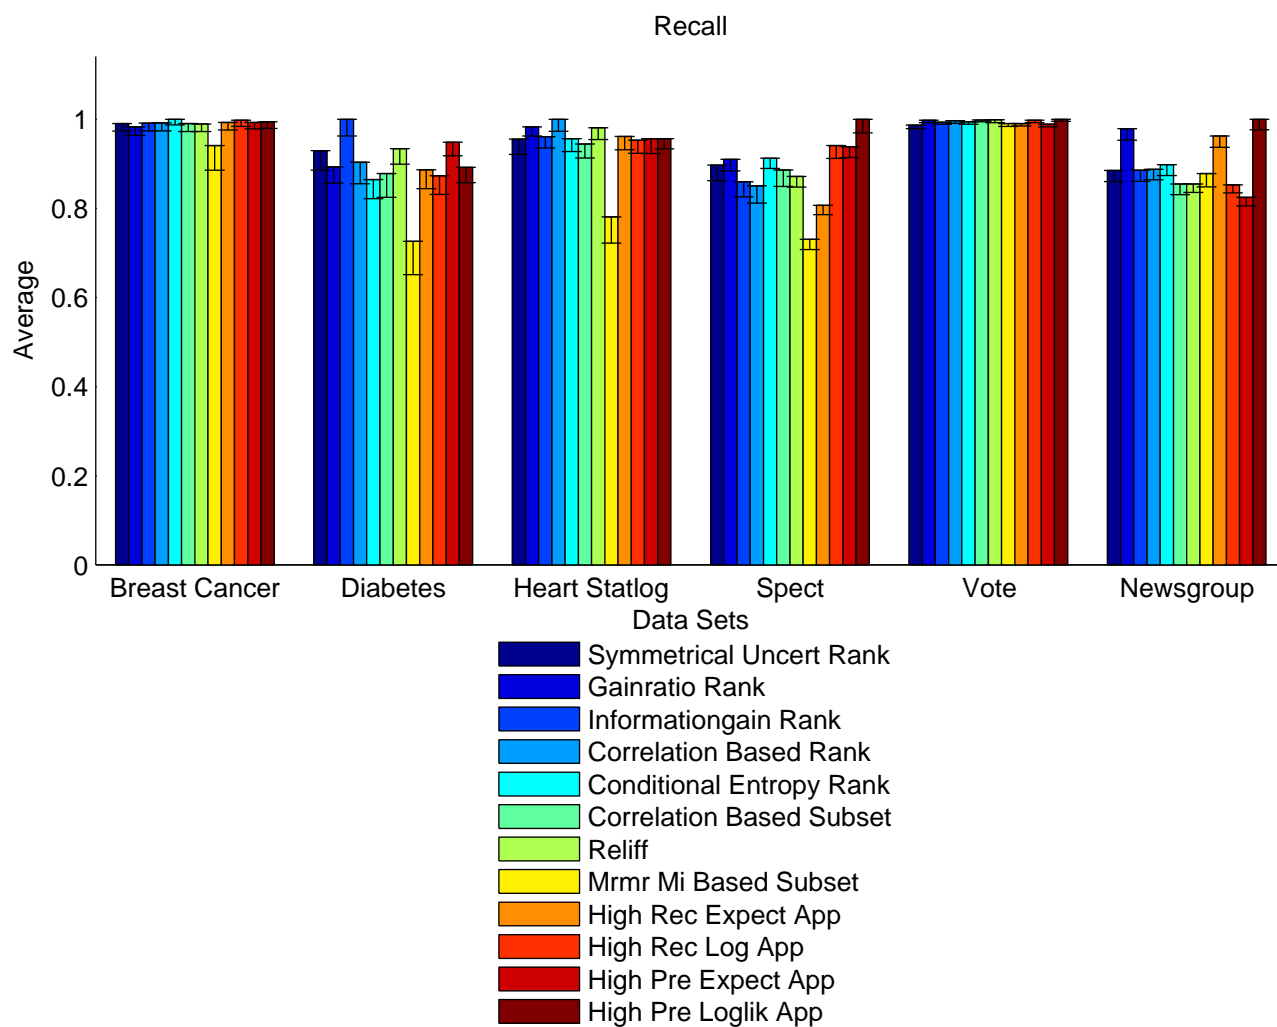 Recall
Average
1
0.8
0.6
0.4
0.2
0
Breast Cancer Diabetes Heart Statlog Spect Vote Newsgroup
Data Sets
Symmetrical Uncert Rank
Gainratio Rank
Informationgain Rank
Correlation Based Rank
Conditional Entropy Rank
Correlation Based Subset
Reliff
Mrmr Mi Based Subset
High Rec Expect App
High Rec Log App
High Pre Expect App
High Pre Loglik App